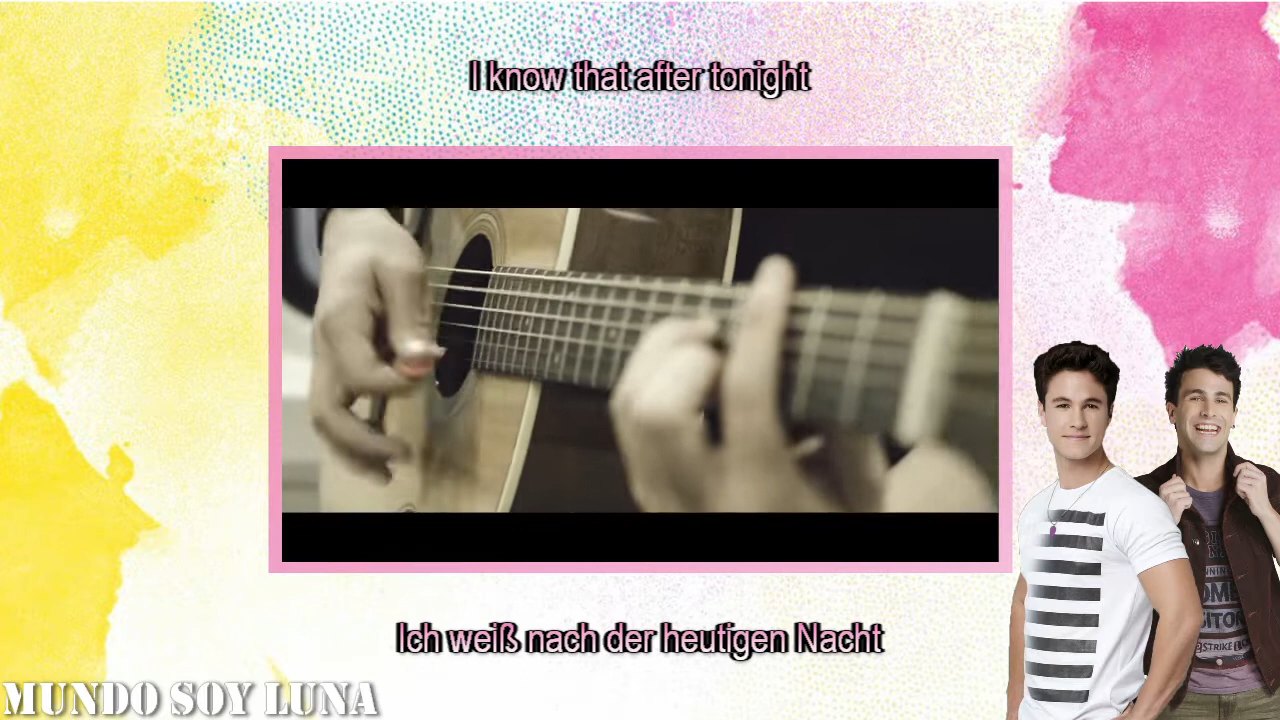 I know that after tonight
Ich weiß nach der heutigen Nacht
MUNDO SOY LUNA